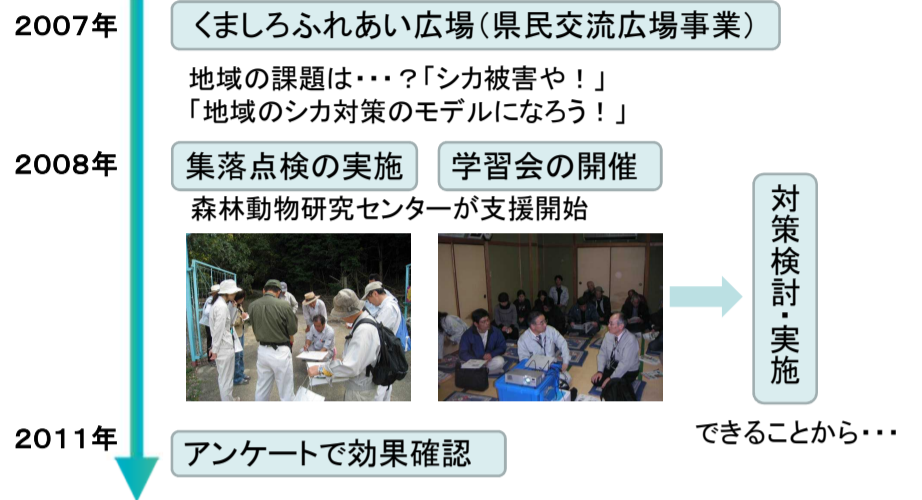 2007年
くましろふれあい広場(県民交流広場事業)
地域の課題は・・・?「シカ被害や!」
「地域のシカ対策のモデルになろう!」
2008年
集落点検の実施
学習会の開催
森林動物研究センターが支援開始
対策検討・実施
できることから・・・
2011年
アンケートで効果確認